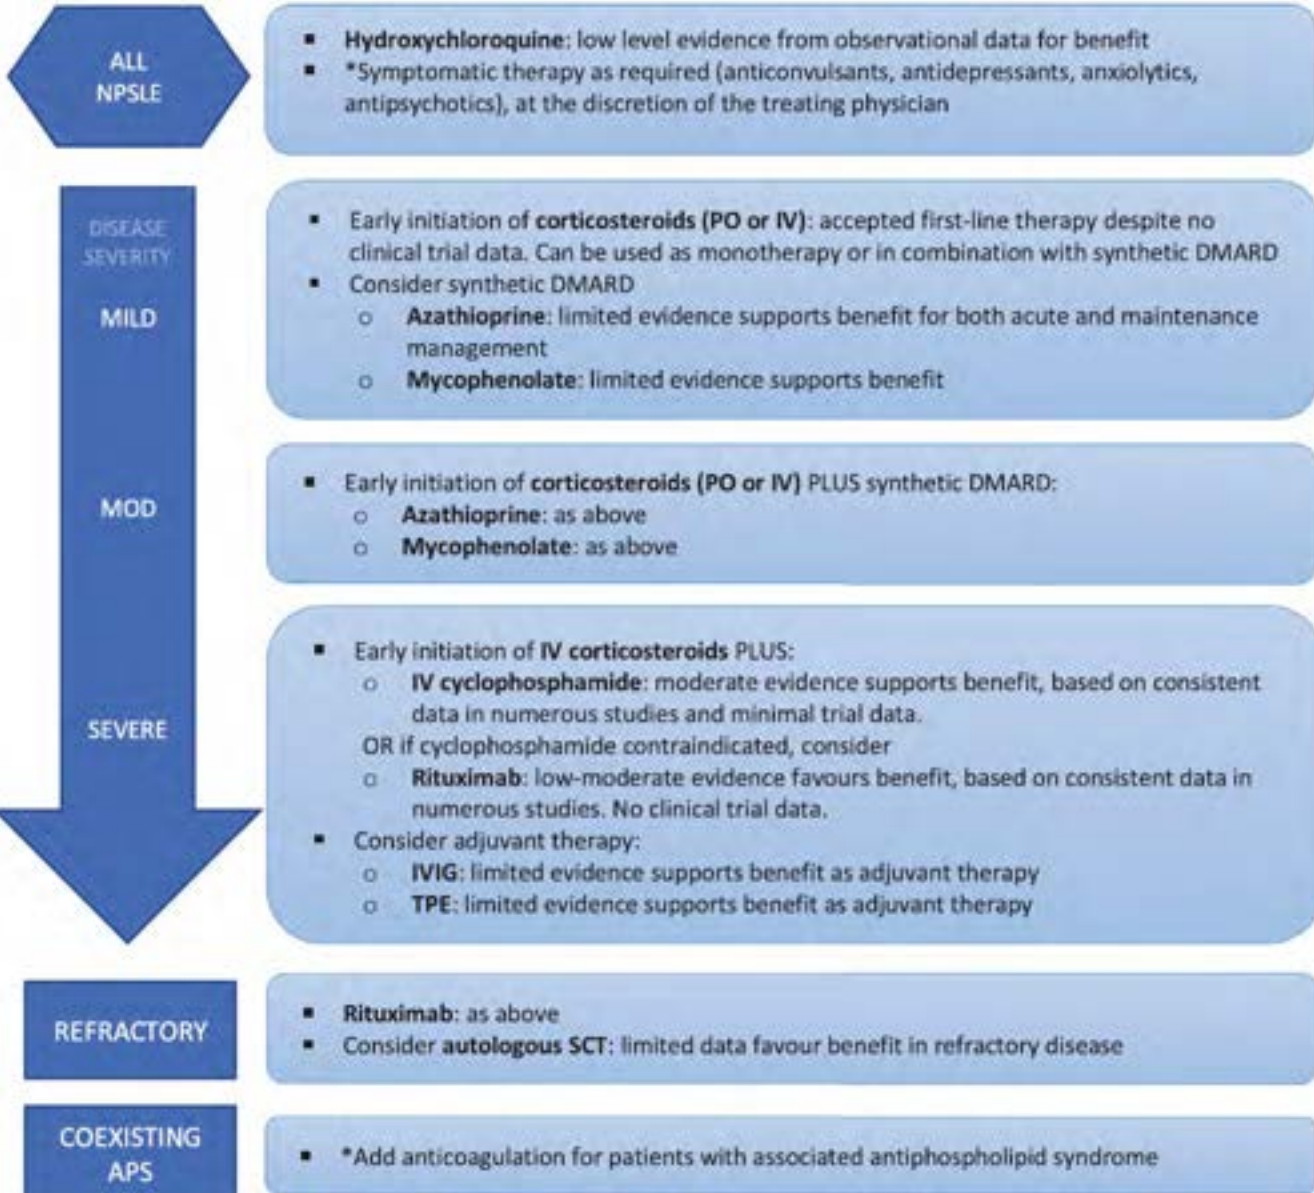 ALL
NPSLE
▪ Hydroxychloroquine: low level evidence from observational data for benefit
▪ *Symptomatic therapy as required (anticonvulsants, antidepressants, anxiolytics,
antipsychotics), at the discretion of the treating physician
DISEASE
SEVERITY
MILD
▪ Early initiation of corticosteroids (PO or IV): accepted first-line therapy despite no
clinical trial data. Can be used as monotherapy or in combination with synthetic DMARD
▪ Consider synthetic DMARD
o Azathioprine: limited evidence supports benefit for both acute and maintenance
management
o Mycophenolate: limited evidence supports benefit
MOD
▪ Early initiation of corticosteroids (PO or IV) PLUS synthetic DMARD:
o Azathioprine: as above
o Mycophenolate: as above
SEVERE
▪ Early initiation of IV corticosteroids PLUS:
o IV cyclophosphamide: moderate evidence supports benefit, based on consistent
data in numerous studies and minimal trial data.
OR if cyclophosphamide contraindicated, consider
o Rituximab: low-moderate evidence favours benefit, based on consistent data in
numerous studies. No clinical trial data.
▪ Consider adjuvant therapy:
o IVIG: limited evidence supports benefit as adjuvant therapy
o TPE: limited evidence supports benefit as adjuvant therapy
REFRACTORY
▪ Rituximab: as above
▪ Consider autologous SCT: limited data favour benefit in refractory disease
COEXISTING
APS
▪ *Add anticoagulation for patients with associated antiphospholipid syndrome